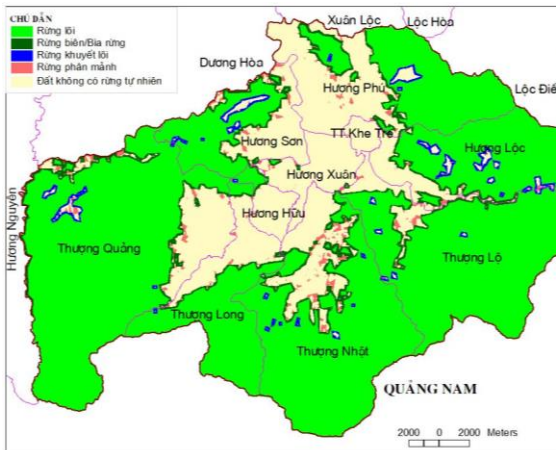 CHÚ DẪN
Rừng lõi
Rừng biên/Bìa rừng
Rừng khuyết lõi
Rừng phân mảnh
Đất không có rừng tự nhiên
Xuân Lộc
Lộc Hòa
Dương Hòa
Lộc Điề
Hương Phú
TT.Khe Tre
Hương Sơn
Hương Lộc
Hương Xuân
Hương Hữu
Hương Nguyên
Thượng Quảng
Thượng Lộ
Thượng Long
Thượng Nhật
QUẢNG NAM
2000 0 2000 Meters